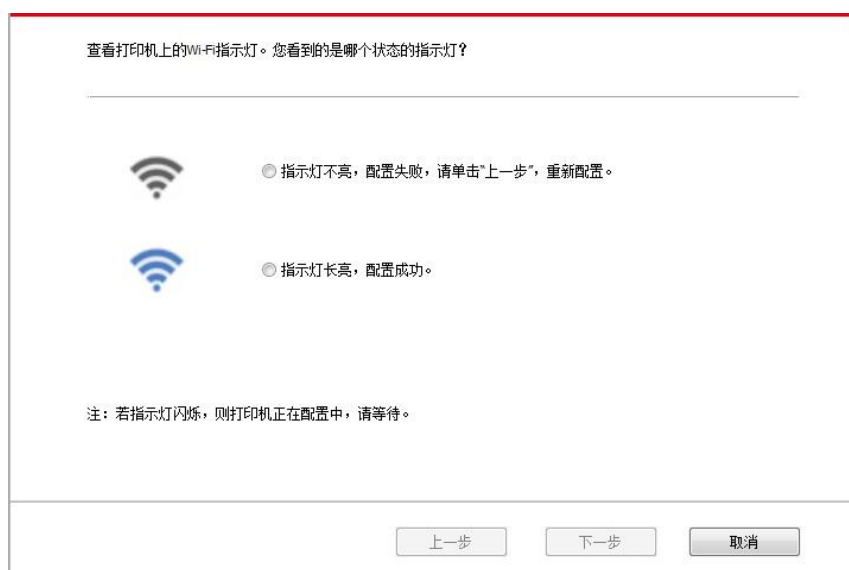 查看打印机上的Wi-Fi指示灯。您看到的是哪个状态的指示灯？
指示灯不亮，配置失败，请单击“上一步”，重新配置。
指示灯长亮，配置成功。
注：若指示灯闪烁，则打印机正在配置中，请等待。
上一步
下一步
取消